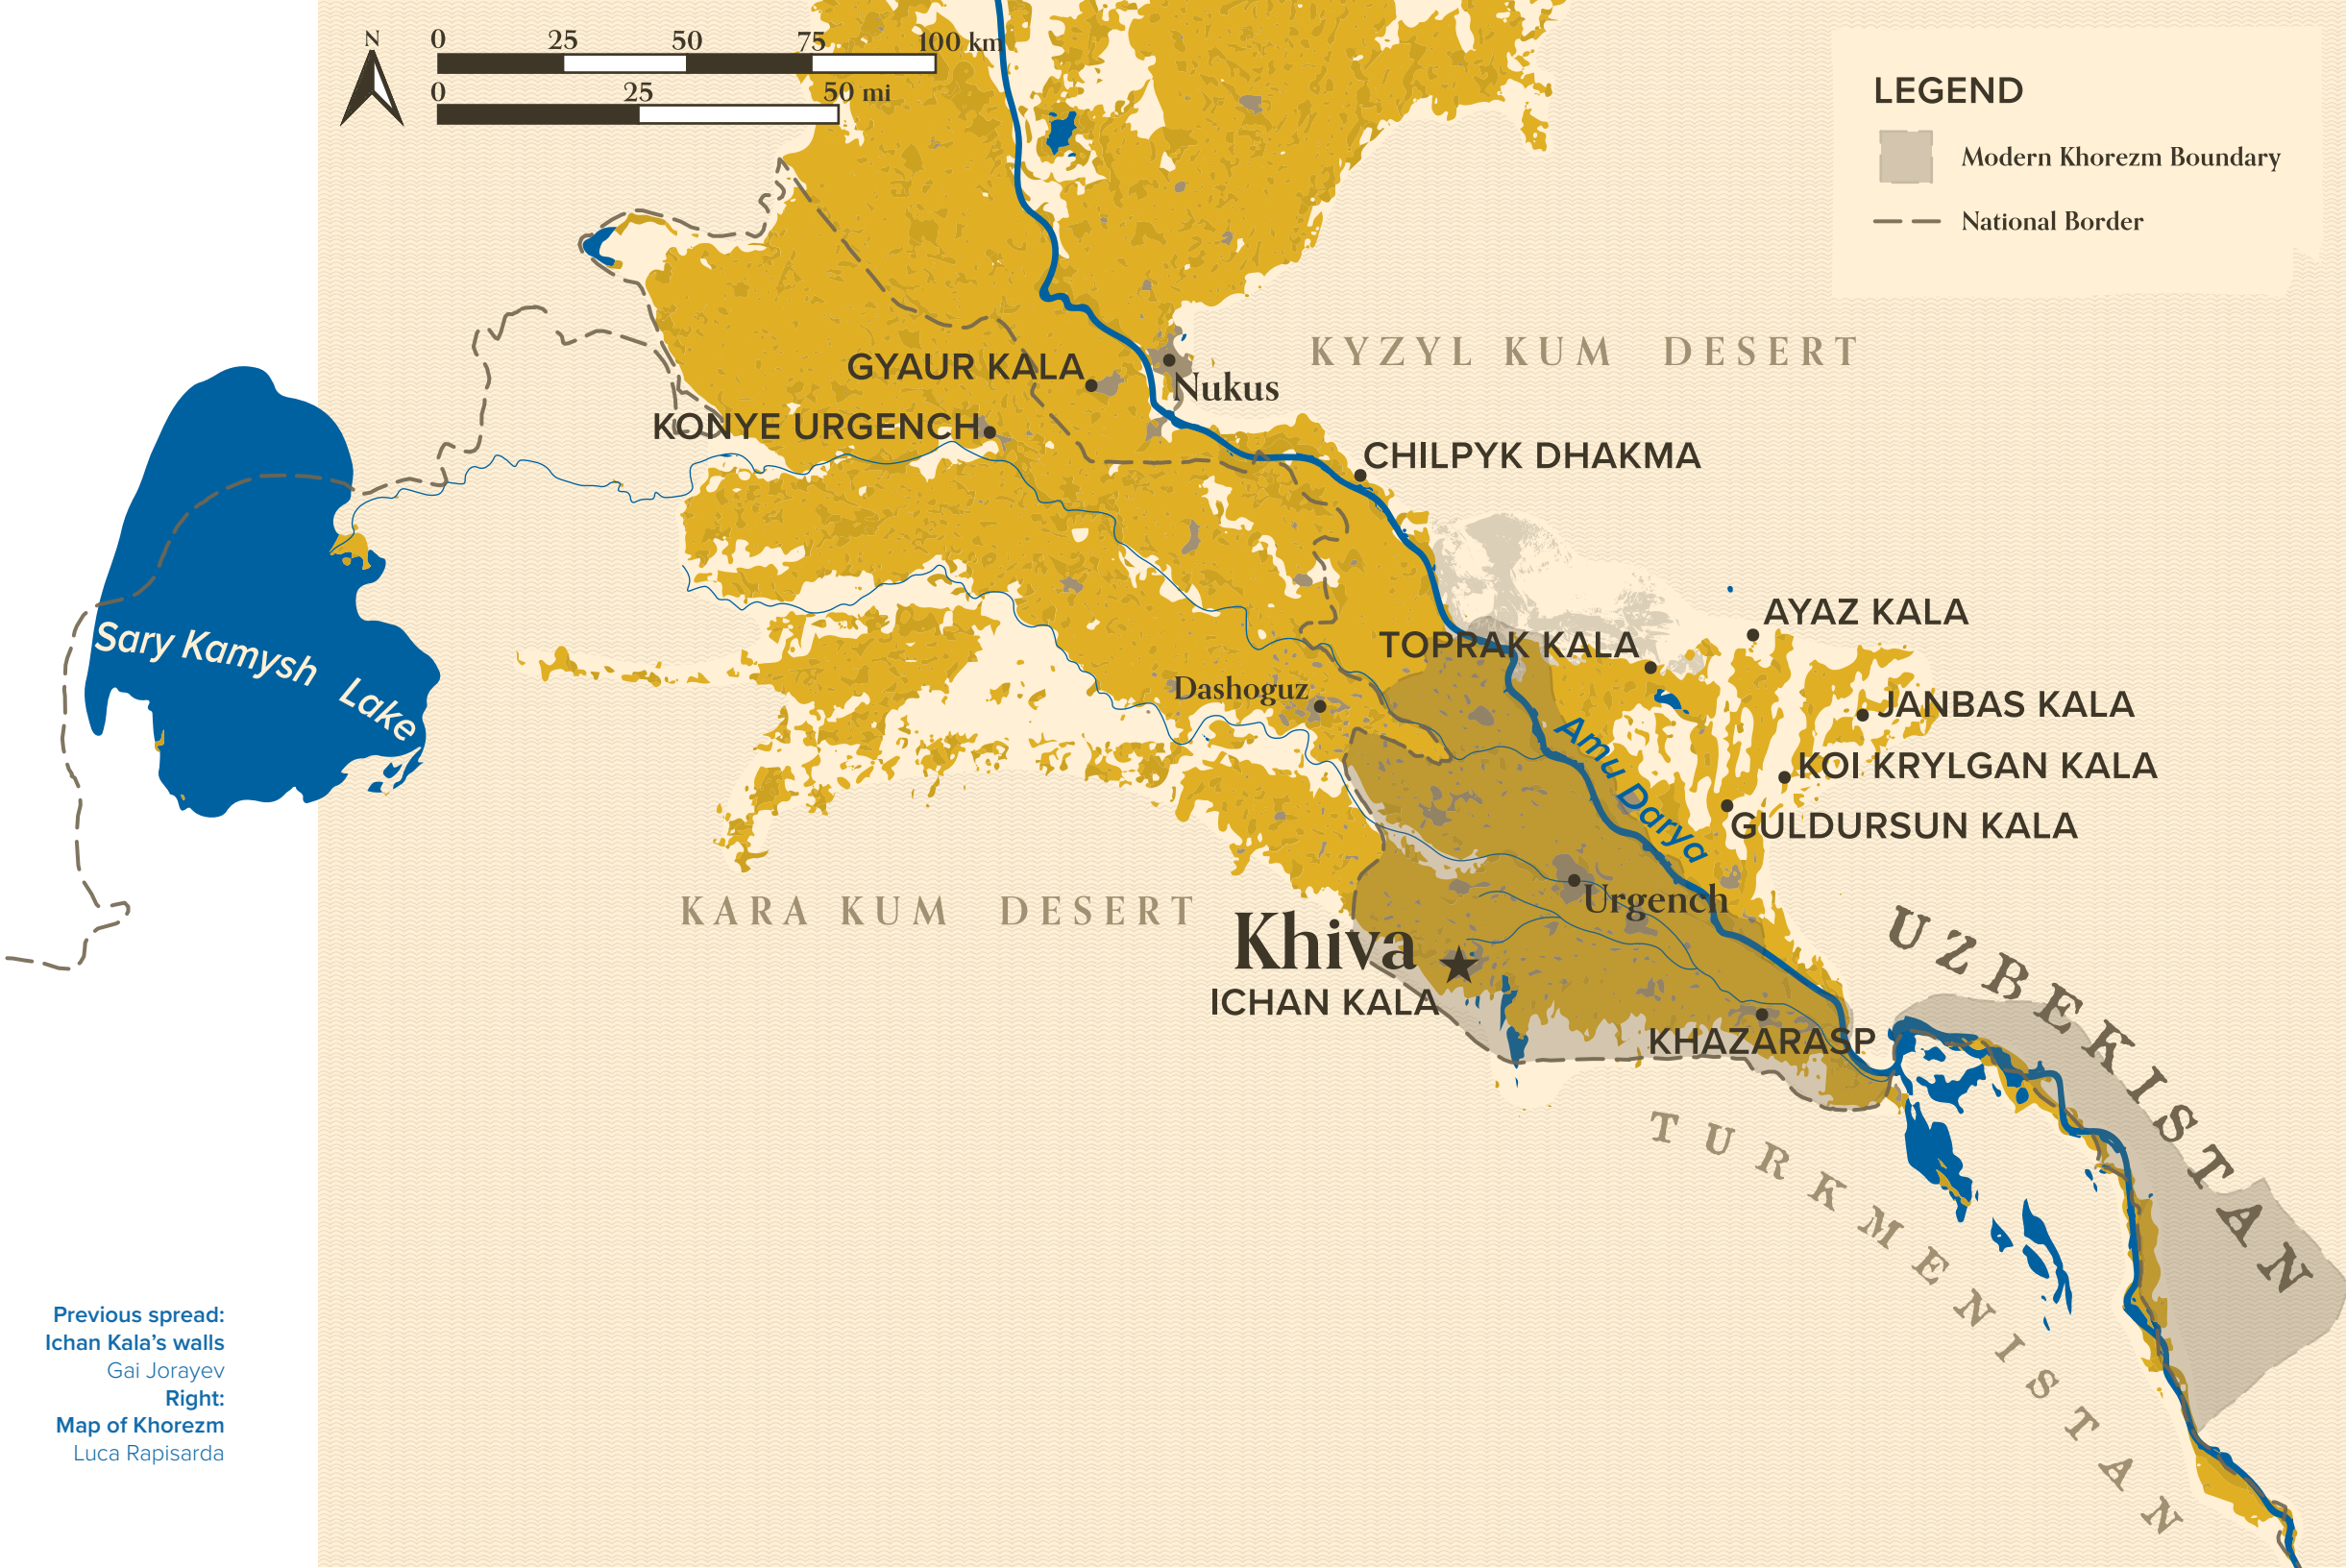 N
0 25 50 75 100 km
0 25 50 mi
LEGEND
Modern Khorezm Boundary
National Border
KYZYL KUM DESERT
GYAUR KALA
Nukus
KONYE URGENCH
CHILPYK DHAKMA
AYAZ KALA
TOPRAK KALA
Sary Kamysh Lake
Dashoguz
JANBAS KALA
Amu Darya
KOI KRYLGAN KALA
GULDURSUN KALA
KARA KUM DESERT
Urgench
Khiva
ICHAN KALA
KHAZARASP
UZBEKISTAN
TURKMENISTAN
Previous spread:
Ichan Kala’s walls
Gai Jorayev
Right:
Map of Khorezm
Luca Rapisarda